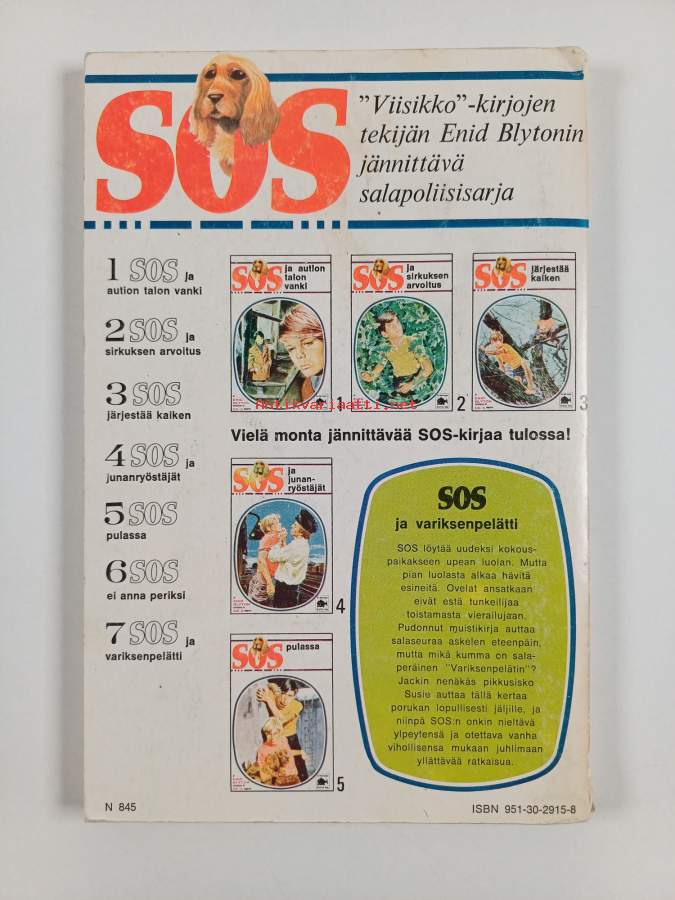 SOS
"Viisikko"-kirjojen
tekijän Enid Blytonin
jännittävä
salapoliisisarja
1 SOS ja
aution talon vanki
2 SOS ja
sirkuksen arvoitus
3 SOS
järjestää kaiken
4 SOS ja
junanryöstäjät
5 SOS
pulassa
6 SOS
ei anna periksi
7 SOS ja
variksenpelätti
SOS ja aution
talon
vanki
1
SOS ja
sirkuksen
arvoitus
2
SOS järjestää
kaiken
3
antikvariaatti.net
Vielä monta jännittävää SOS-kirjaa tulossa!
SOS ja
junan-
ryöstäjät
4
SOS pulassa
5
SOS
ja variksenpelätti
SOS löytää uudeksi kokous-
paikakseen upean luolan. Mutta
pian luolasta alkaa hävitä
esineitä. Ovelat ansatkaan
eivät estä tunkeilijaa
toistamasta vierailujaan.
Pudonnut muistikirja auttaa
salaseuraa askelen eteenpäin,
mutta mikä kumma on sala-
peräinen "Variksenpelätin"?
Jackin nenäkäs pikkusisko
Susie auttaa tällä kertaa
porukan lopullisesti jäljille, ja
niinpä SOS:n onkin nieltävä
ylpeytensä ja otettava vanha
vihollisensa mukaan juhlimaan
yllättävää ratkaisua.
N 845
ISBN 951-30-2915-8